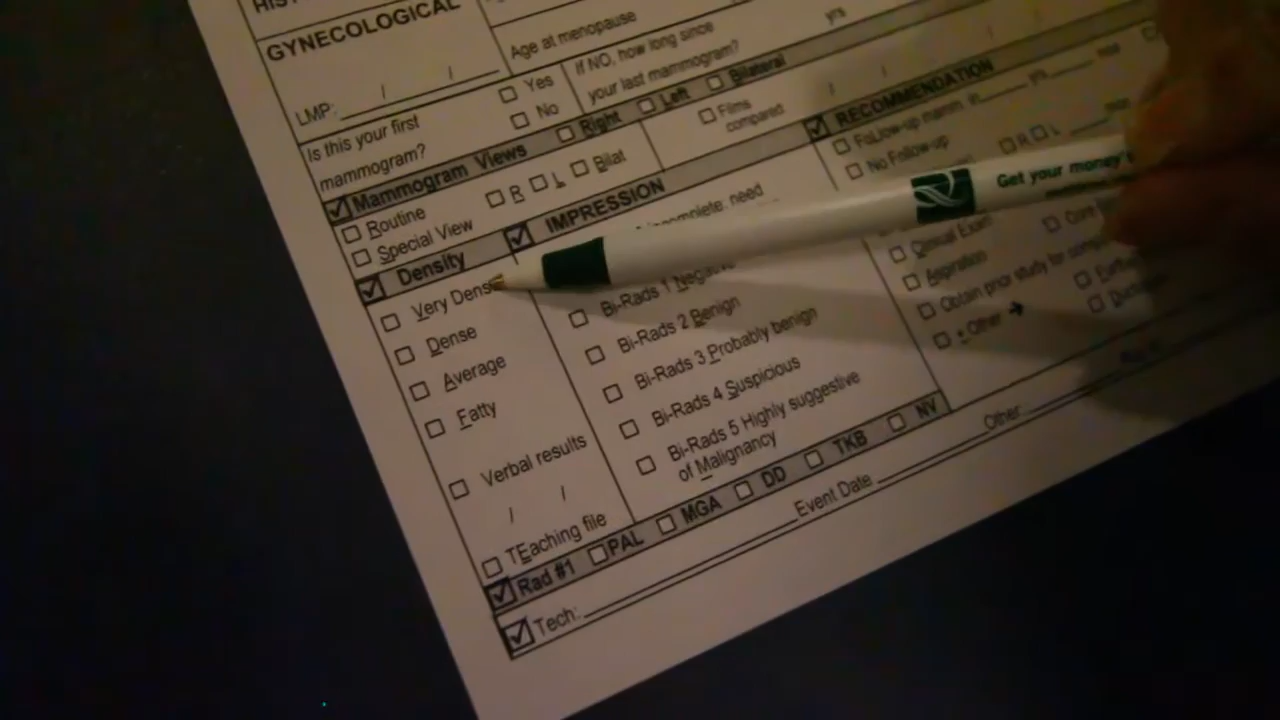 GYNECOLOGICAL
Age at menopause
yrs
LMP: / /
Is this your first
mammogram?
Yes
No
If NO, how long since
your last mammogram?
Mammogram Views
Right
Left
Bilateral
Routine
R L Bilat
Special View
Films
compared
Density
Very Dense
Dense
Average
Fatty
Verbal results
/ /
TEaching file
IMPRESSION
incomplete, need
Bi-Rads 1 Negative
Bi-Rads 2 Benign
Bi-Rads 3 Probably benign
Bi-Rads 4 Suspicious
Bi-Rads 5 Highly suggestive
of Malignancy
RECOMMENDATION
FoLlow-up mamm in yrs mos
No Follow-up
R L
Get your money's
Clinical Exam
Aspiration
Obtain prior study for
Other
Rad #1 PAL MGA DD TKB NV
Other:
Tech: Event Date